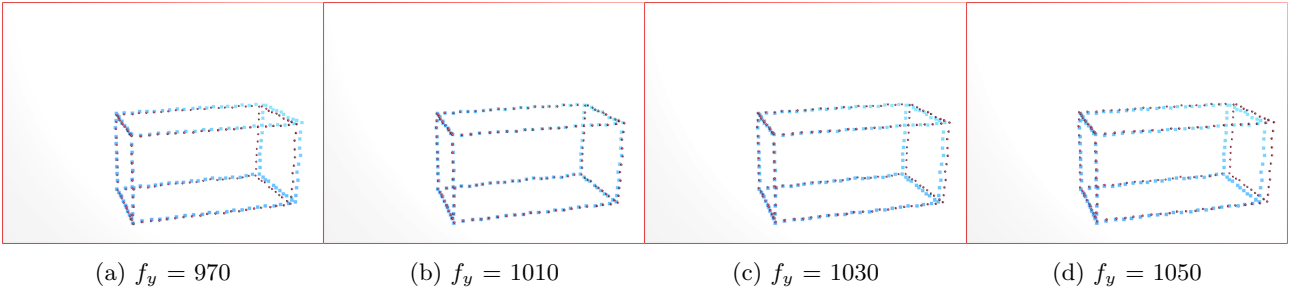 (a) f_y = 970 (b) f_y = 1010 (c) f_y = 1030 (d) f_y = 1050